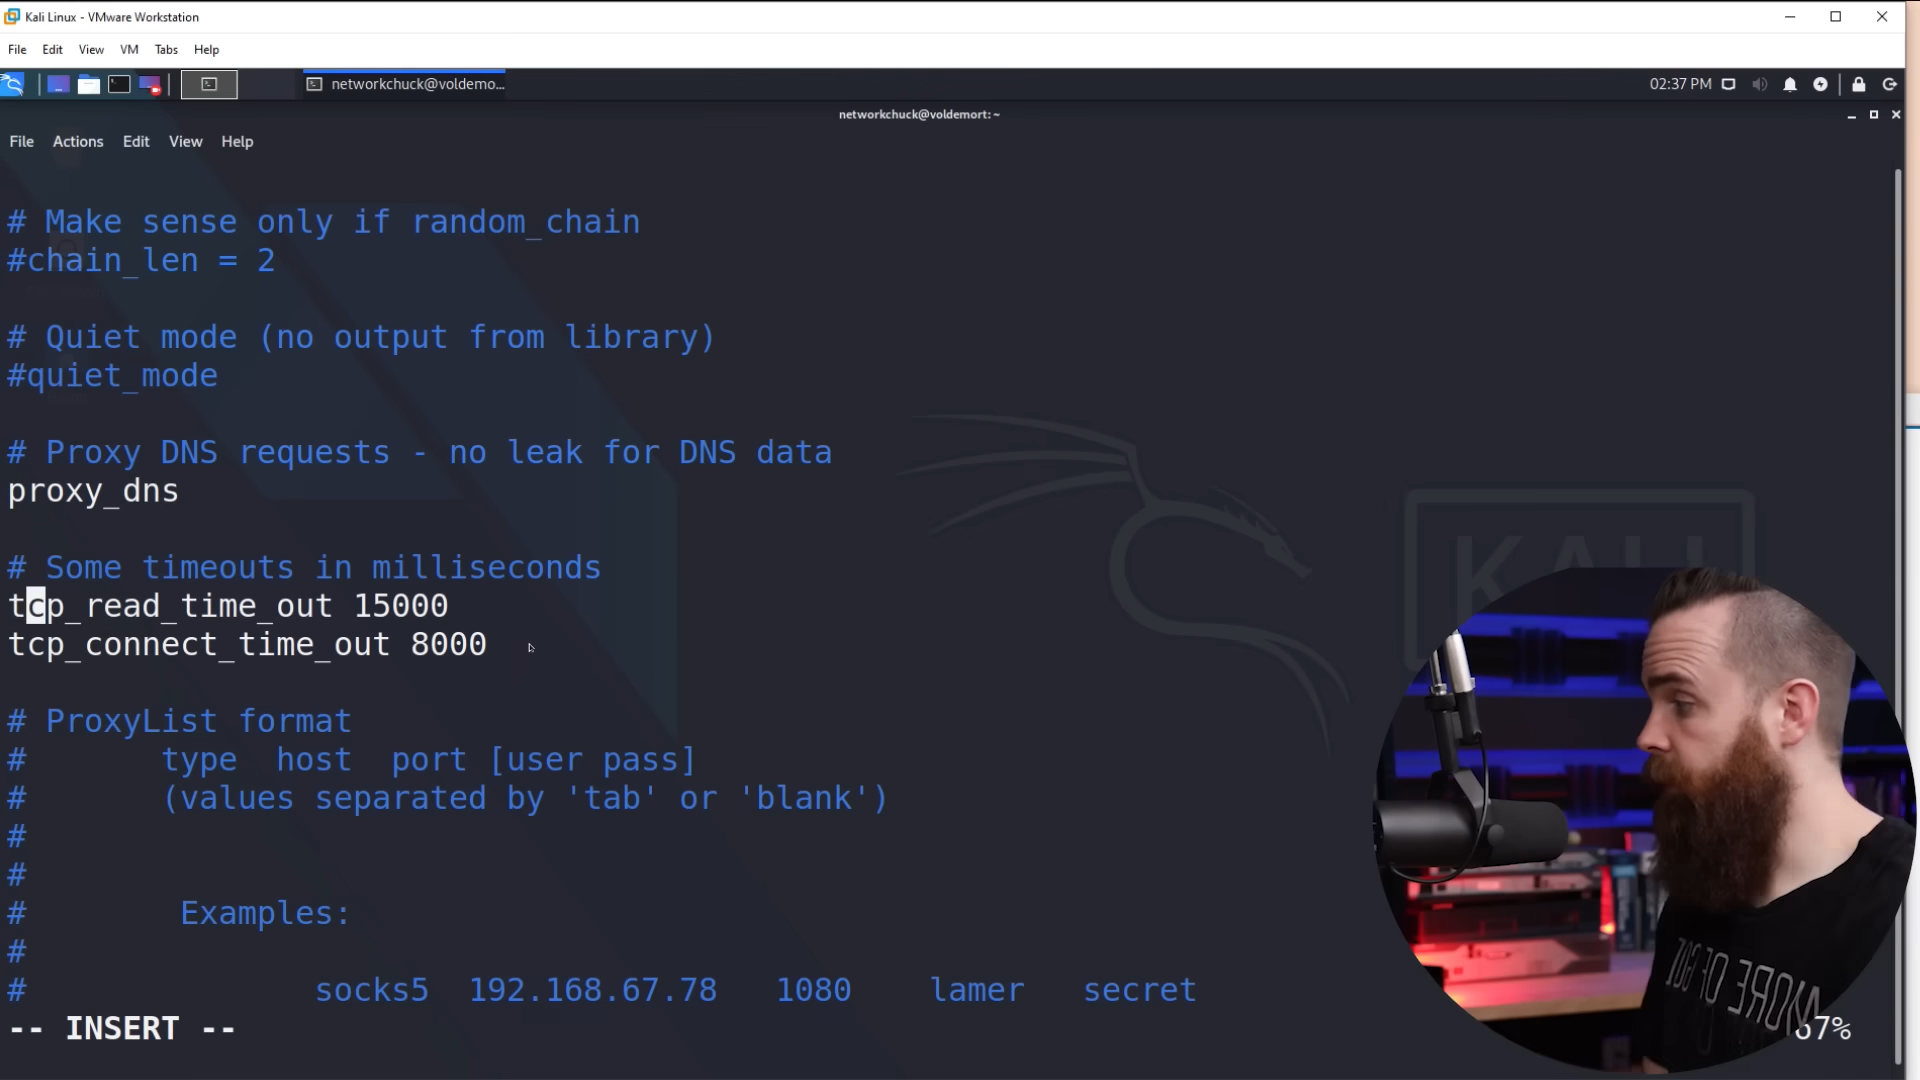 Kali Linux - VMware Workstation
File Edit View VM Tabs Help
networkchuck@voldemo...
02:37 PM
networkchuck@voldemort: ~
File Actions Edit View Help
# Make sense only if random_chain
#chain_len = 2
# Quiet mode (no output from library)
#quiet_mode
# Proxy DNS requests - no leak for DNS data
proxy_dns
# Some timeouts in milliseconds
tcp_read_time_out 15000
tcp_connect_time_out 8000
# ProxyList format
# type host port [user pass]
# (values separated by 'tab' or 'blank')
#
#
# Examples:
#
# socks5 192.168.67.78 1080 lamer secret
-- INSERT --
67%
KALI
MORE OF